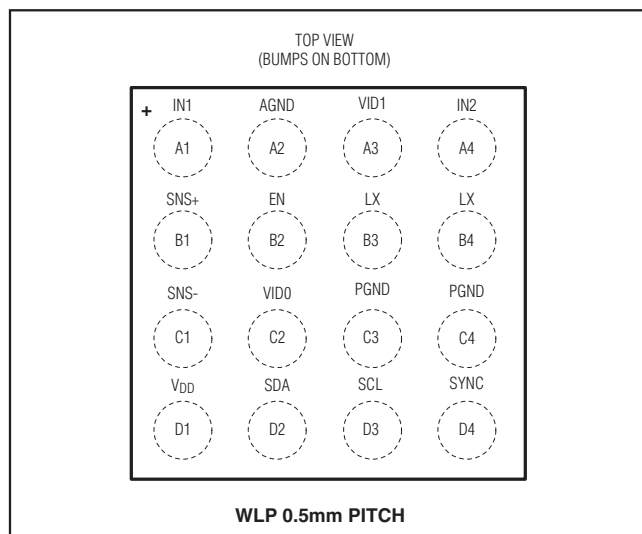 TOP VIEW
(BUMPS ON BOTTOM)
+ IN1 AGND VID1 IN2
A1 A2 A3 A4
SNS+ EN LX LX
B1 B2 B3 B4
SNS- VID0 PGND PGND
C1 C2 C3 C4
VDD SDA SCL SYNC
D1 D2 D3 D4
WLP 0.5mm PITCH